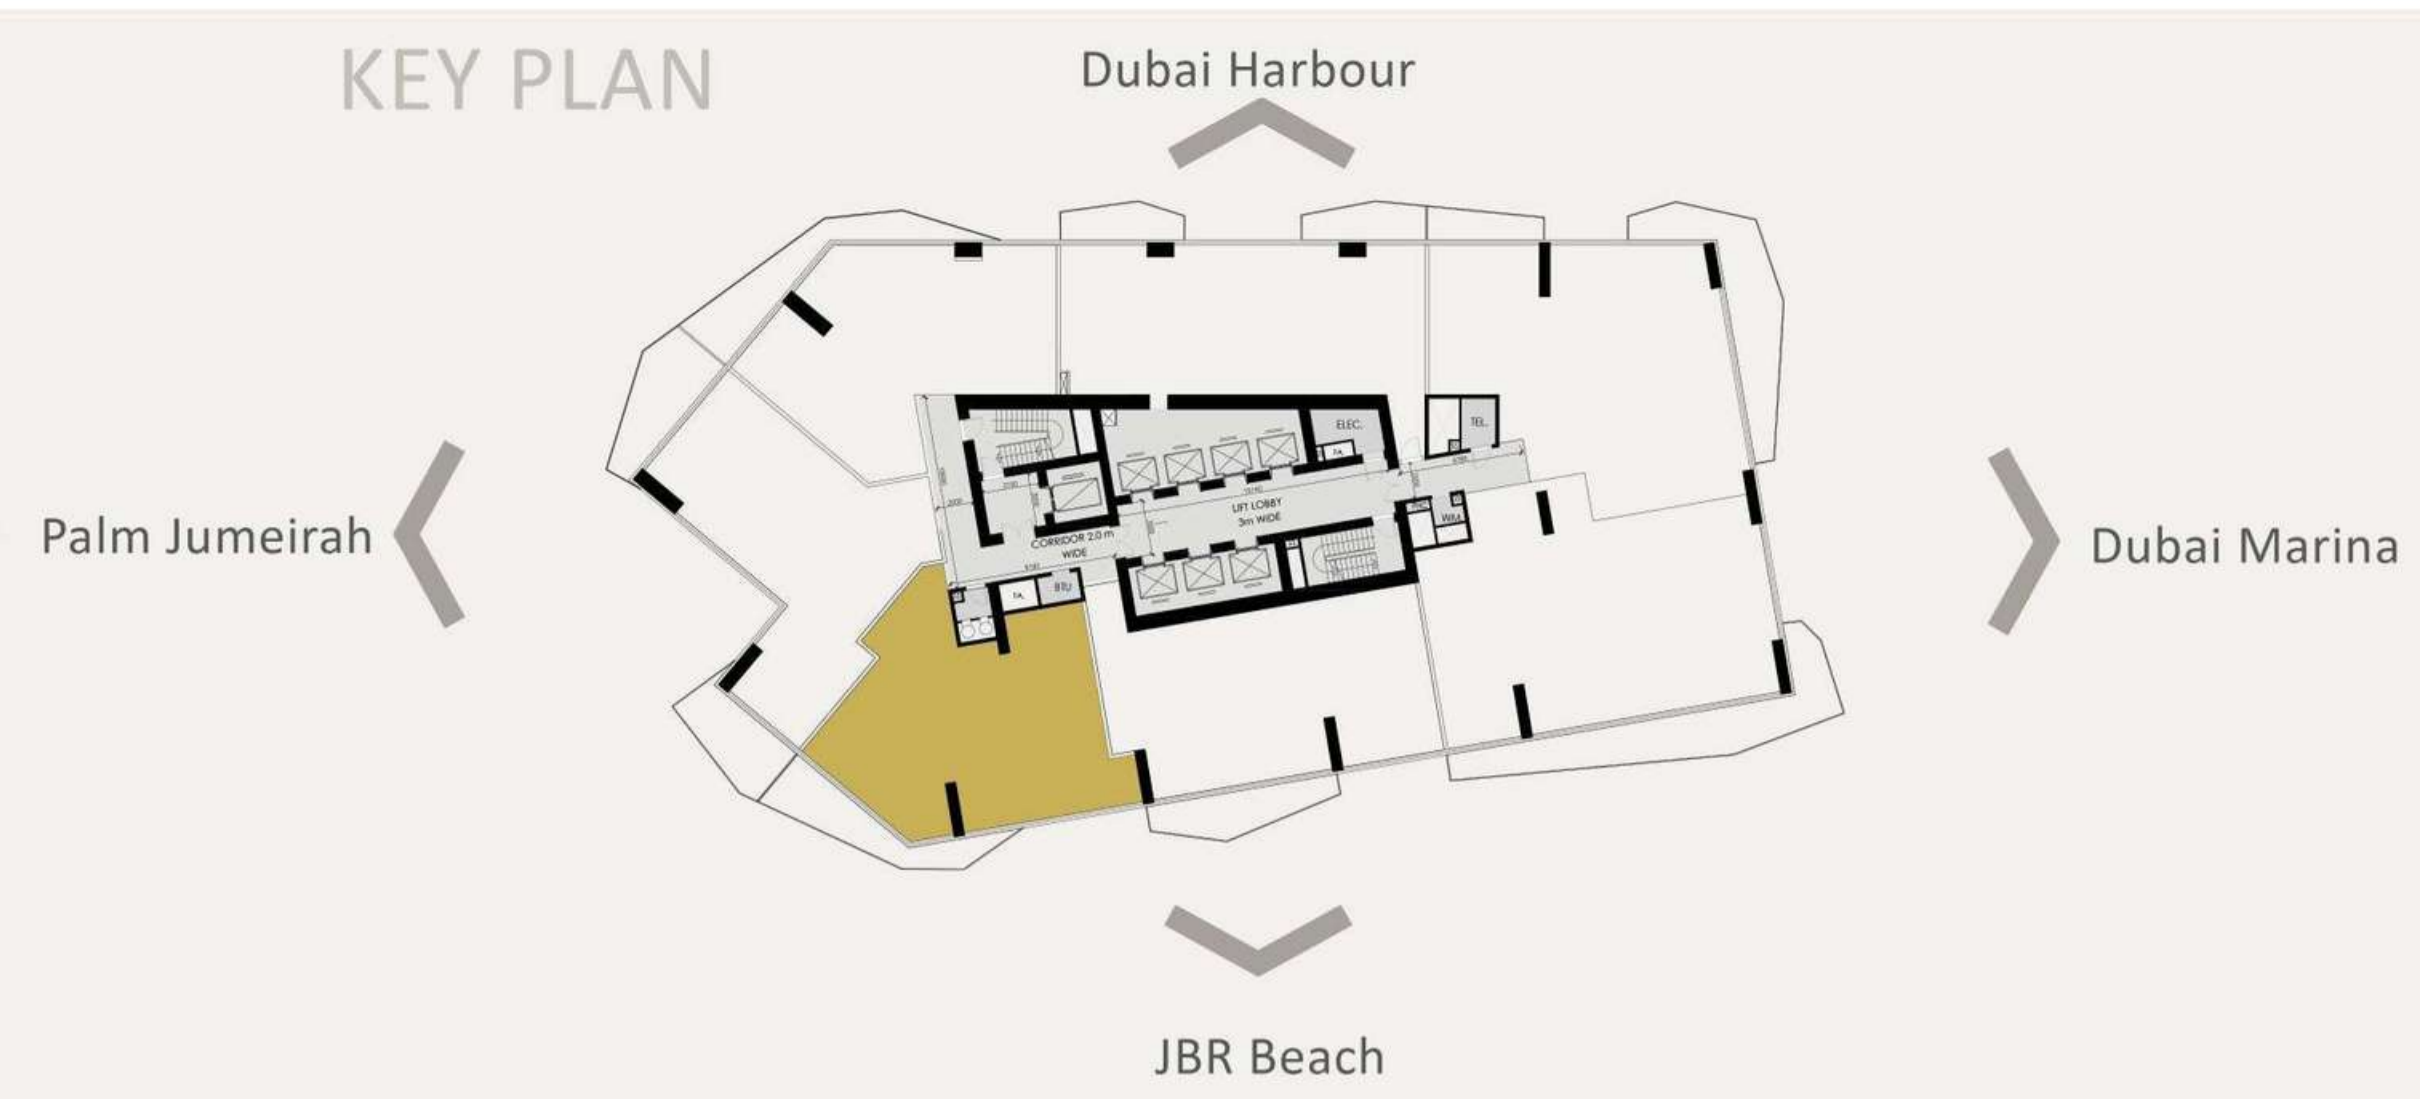 KEY PLAN
Dubai Harbour
ELEC.
TEL.
LIFT LOBBY
3m WIDE
CORRIDOR 2.0 m
WIDE
BTU
Palm Jumeirah
Dubai Marina
JBR Beach